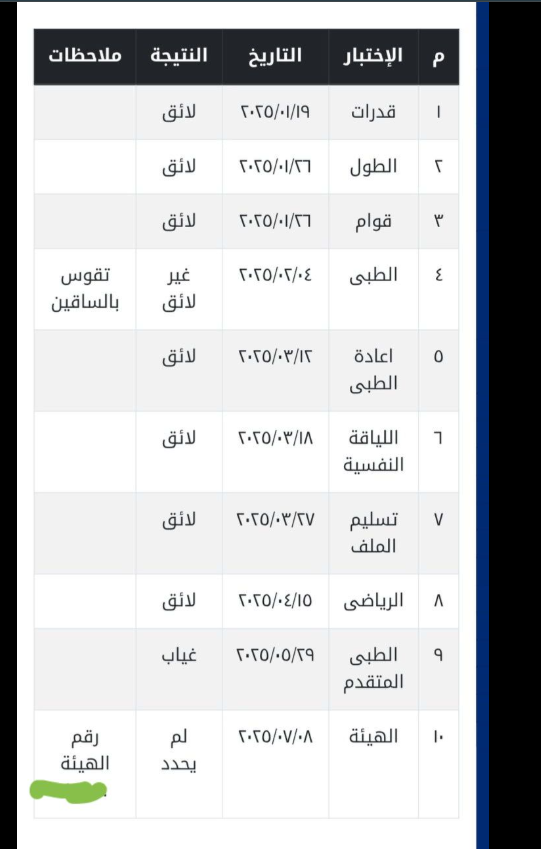 م الإختبار التاريخ النتيجة ملاحظات
١ قدرات ٢٠٢٥/٠١/١٩ لائق
٢ الطول ٢٠٢٥/٠١/٢٦ لائق
٣ قوام ٢٠٢٥/٠١/٢٦ لائق
٤ الطبى ٢٠٢٥/٠٢/٠٤ غير تقوس
لائق بالساقين
٥ اعادة ٢٠٢٥/٠٣/١٢ لائق
الطبى
٦ اللياقة ٢٠٢٥/٠٣/١٨ لائق
النفسية
٧ تسليم ٢٠٢٥/٠٣/٢٧ لائق
الملف
٨ الرياضى ٢٠٢٥/٠٤/١٥ لائق
٩ الطبى ٢٠٢٥/٠٥/٢٩ غياب
المتقدم
١٠ الهيئة ٢٠٢٥/٠٧/٠٨ لم رقم
يحدد الهيئة